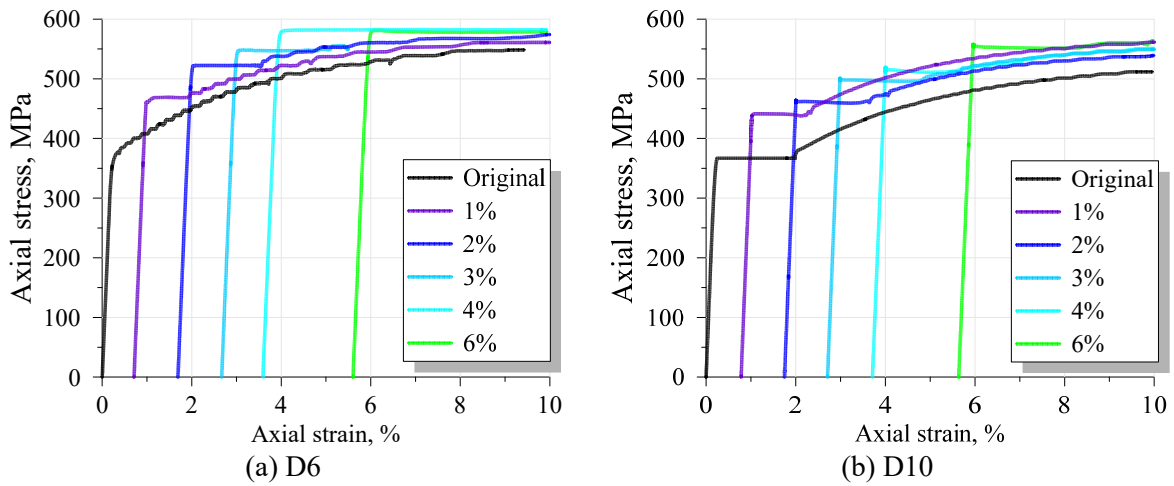 600
500
400
300
200
100
0
Axial stress, MPa
Original
1%
2%
3%
4%
6%
0 2 4 6 8 10
Axial strain, %
(a) D6
600
500
400
300
200
100
0
Axial stress, MPa
Original
1%
2%
3%
4%
6%
0 2 4 6 8 10
Axial strain, %
(b) D10